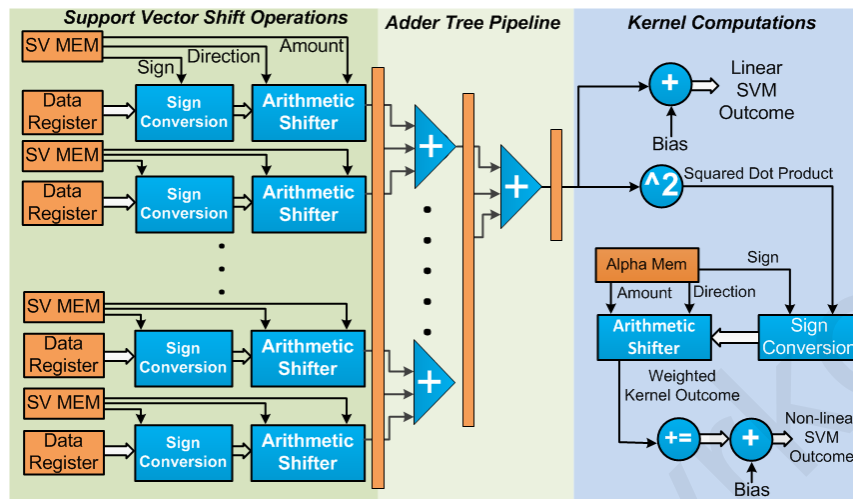 Support Vector Shift Operations
Adder Tree Pipeline
Kernel Computations
SV MEM
Sign
Direction
Amount
Data
Register
Sign
Conversion
Arithmetic
Shifter
SV MEM
Data
Register
Sign
Conversion
Arithmetic
Shifter
SV MEM
Data
Register
Sign
Conversion
Arithmetic
Shifter
SV MEM
Data
Register
Sign
Conversion
Arithmetic
Shifter
+
+
+
+
Bias
Linear
SVM
Outcome
^2
Squared Dot Product
Alpha Mem
Sign
Amount
Direction
Arithmetic
Shifter
Sign
Conversion
Weighted
Kernel Outcome
+=
+
Bias
Non-linear
SVM
Outcome